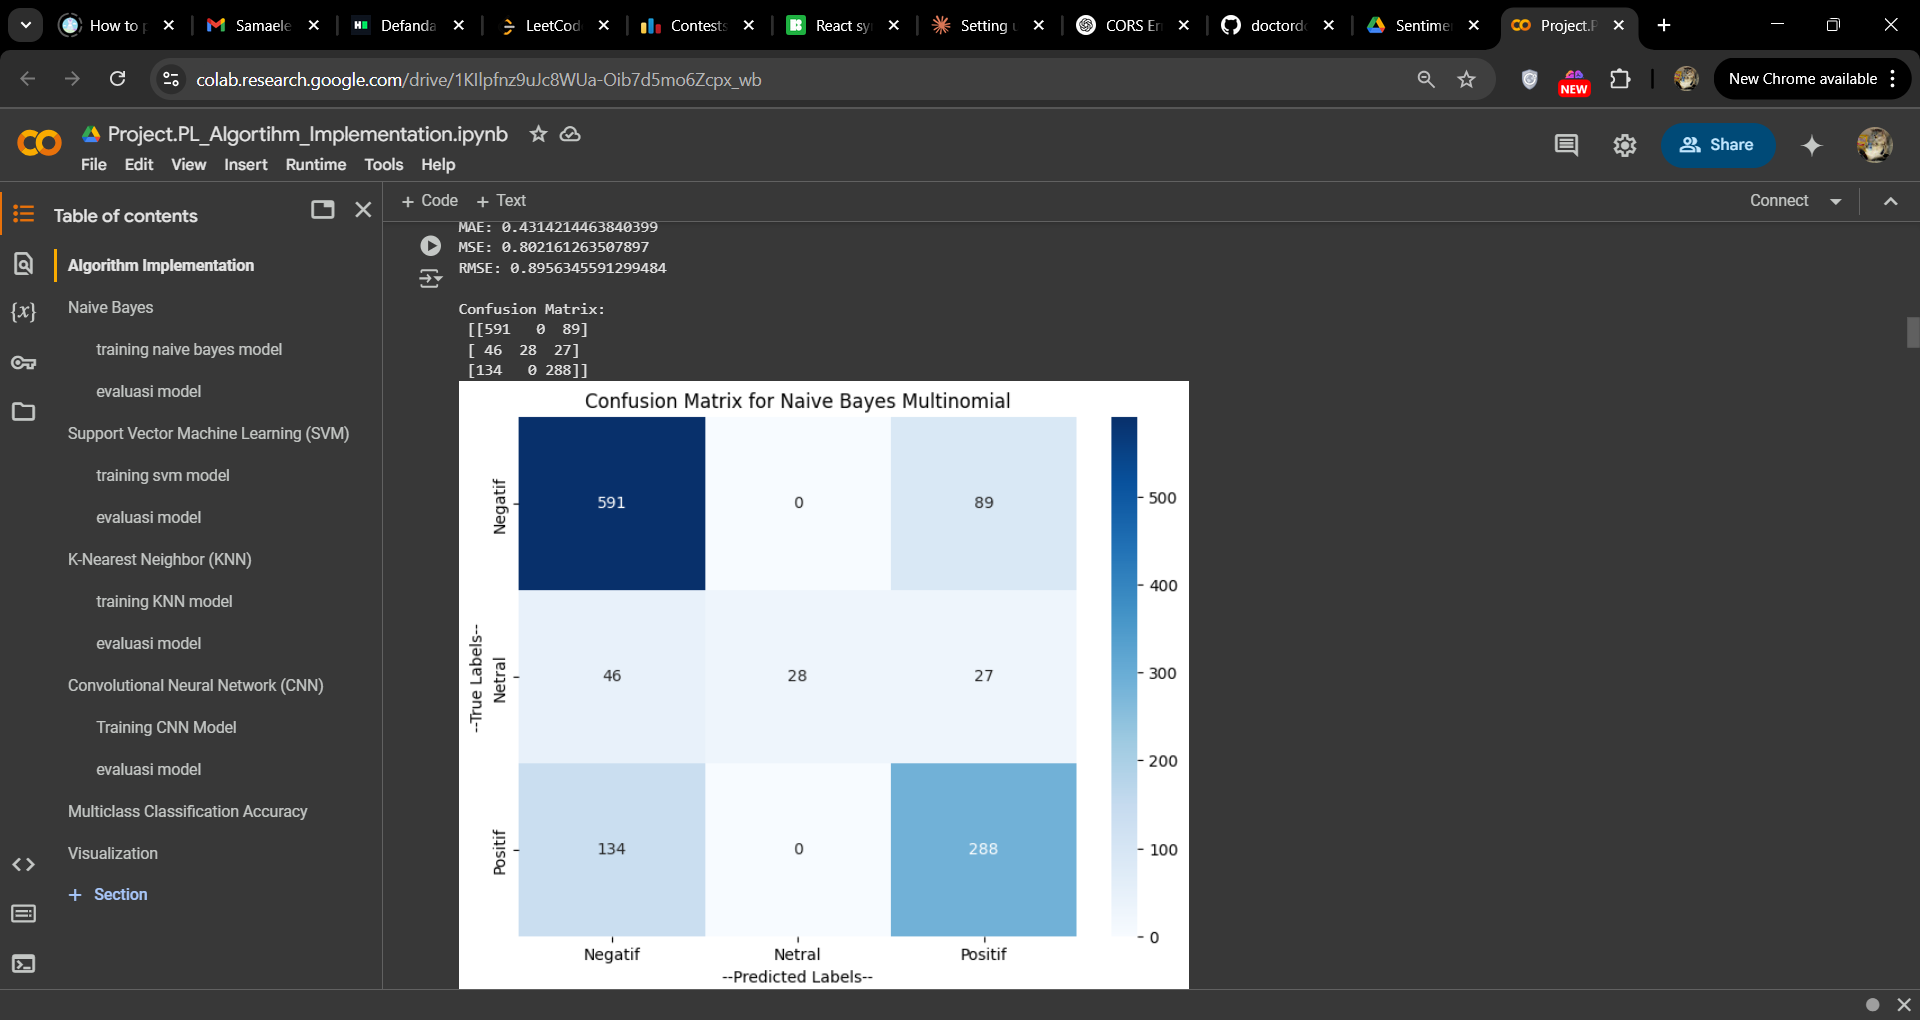 How to
Samaele
Defanda
LeetCod
Contests
React sy
Setting u
CORS Er
doctordo
Sentime
Project.P
colab.research.google.com/drive/1KIlpfnz9uJc8WUa-Oib7d5mo6Zcpx_wb
NEW
New Chrome available
Project.PL_Algortihm_Implementation.ipynb
File Edit View Insert Runtime Tools Help
Share
Table of contents
+ Code + Text
Connect
Algorithm Implementation
Naive Bayes
training naive bayes model
evaluasi model
Support Vector Machine Learning (SVM)
training svm model
evaluasi model
K-Nearest Neighbor (KNN)
training KNN model
evaluasi model
Convolutional Neural Network (CNN)
Training CNN Model
evaluasi model
Multiclass Classification Accuracy
Visualization
+ Section
MAE: 0.4314214463840399
MSE: 0.802161263507897
RMSE: 0.8956345591299484
Confusion Matrix:
[[591 0 89]
[ 46 28 27]
[134 0 288]]
Confusion Matrix for Naive Bayes Multinomial
Negatif
591 0 89
Netral
46 28 27
Positif
134 0 288
--True Labels--
Negatif Netral Positif
--Predicted Labels--
500
400
300
200
100
0